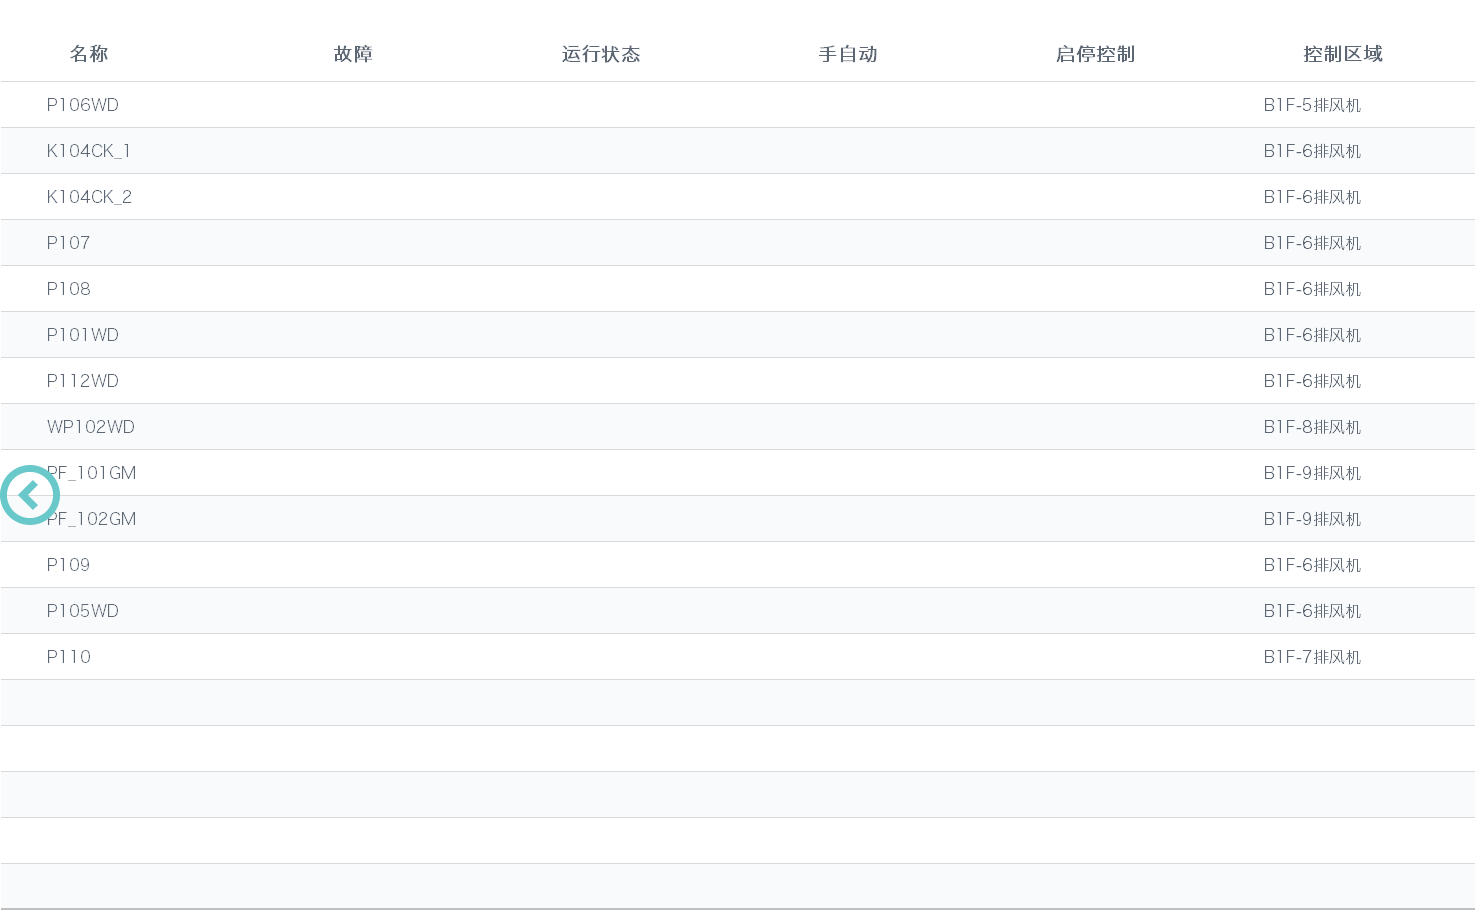 名称 故障 运行状态 手自动 启停控制 控制区域
P106WD B1F-5排风机
K104CK_1 B1F-6排风机
K104CK_2 B1F-6排风机
P107 B1F-6排风机
P108 B1F-6排风机
P101WD B1F-6排风机
P112WD B1F-6排风机
WP102WD B1F-8排风机
PF_101GM B1F-9排风机
PF_102GM B1F-9排风机
P109 B1F-6排风机
P105WD B1F-6排风机
P110 B1F-7排风机